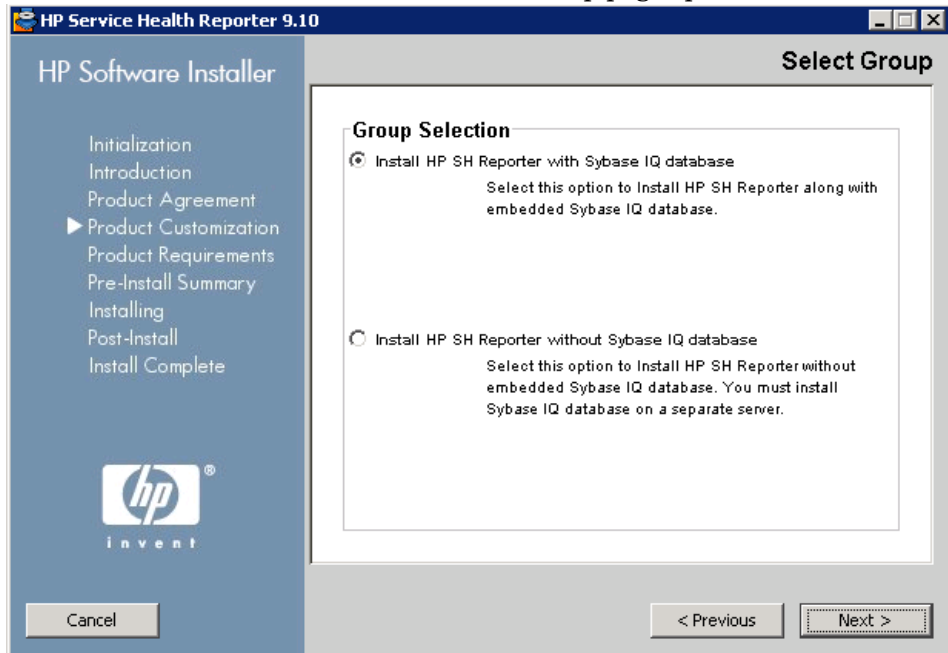 HP Service Health Reporter 9.10
HP Software Installer
Select Group
Initialization
Introduction
Product Agreement
Product Customization
Product Requirements
Pre-Install Summary
Installing
Post-Install
Install Complete
Group Selection
Install HP SH Reporter with Sybase IQ database
Select this option to Install HP SH Reporter along with
embedded Sybase IQ database.
Install HP SH Reporter without Sybase IQ database
Select this option to Install HP SH Reporter without
embedded Sybase IQ database. You must install
Sybase IQ database on a separate server.
hp®
invent
Cancel
< Previous
Next >